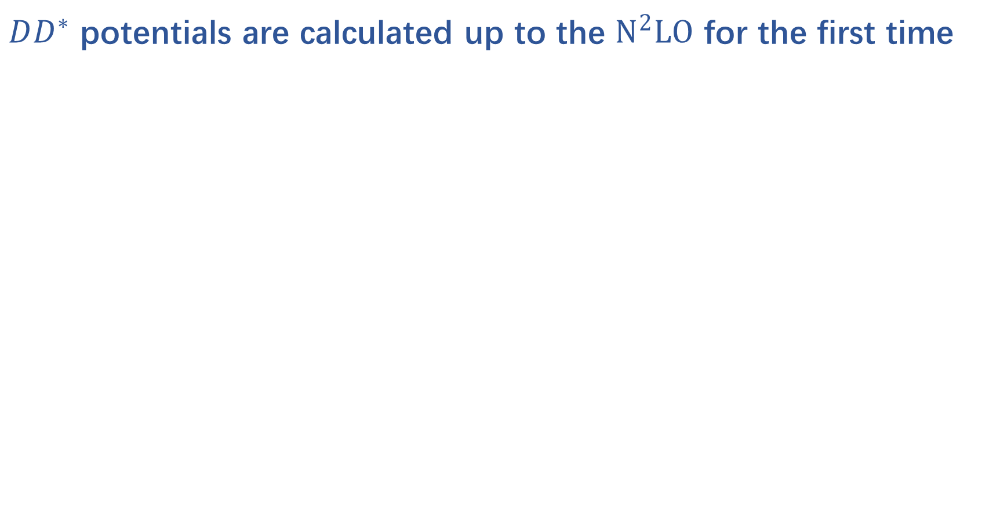 𝐷𝐷* potentials are calculated up to the N²LO for the first time